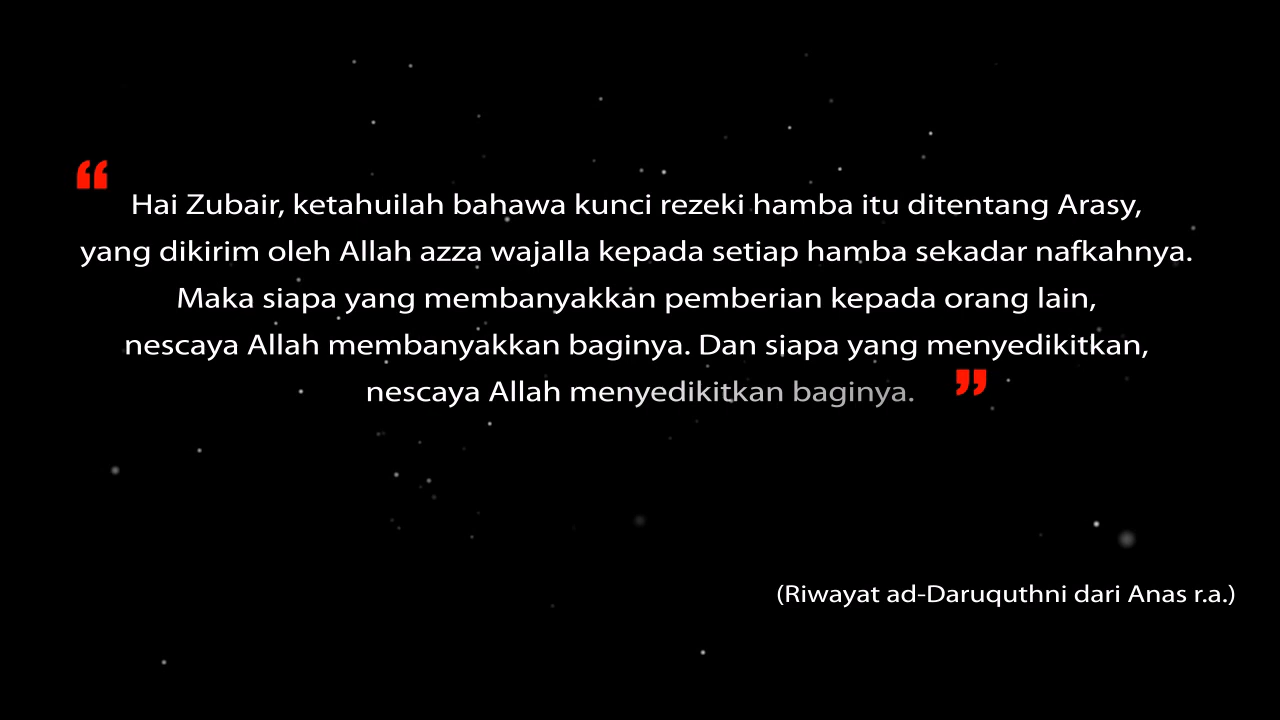 “Hai Zubair, ketahuilah bahawa kunci rezeki hamba itu ditentang Arasy,
yang dikirim oleh Allah azza wajalla kepada setiap hamba sekadar nafkahnya.
Maka siapa yang membanyakkan pemberian kepada orang lain,
nescaya Allah membanyakkan baginya. Dan siapa yang menyedikitkan,
nescaya Allah menyedikitkan baginya.”
(Riwayat ad-Daruquthni dari Anas r.a.)